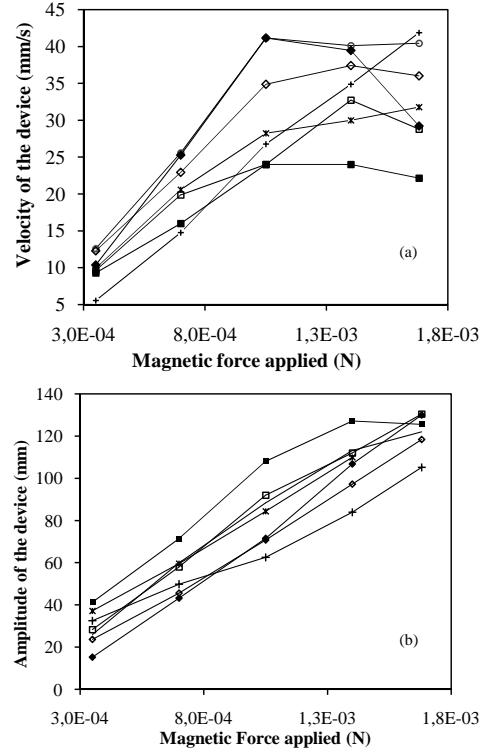 Velocity of the device (mm/s)
45
40
35
30
25
20
15
10
5
(a)
3,0E-04 8,0E-04 1,3E-03 1,8E-03
Magnetic force applied (N)
Amplitude of the device (mm)
140
120
100
80
60
40
20
0
(b)
3,0E-04 8,0E-04 1,3E-03 1,8E-03
Magnetic Force applied (N)